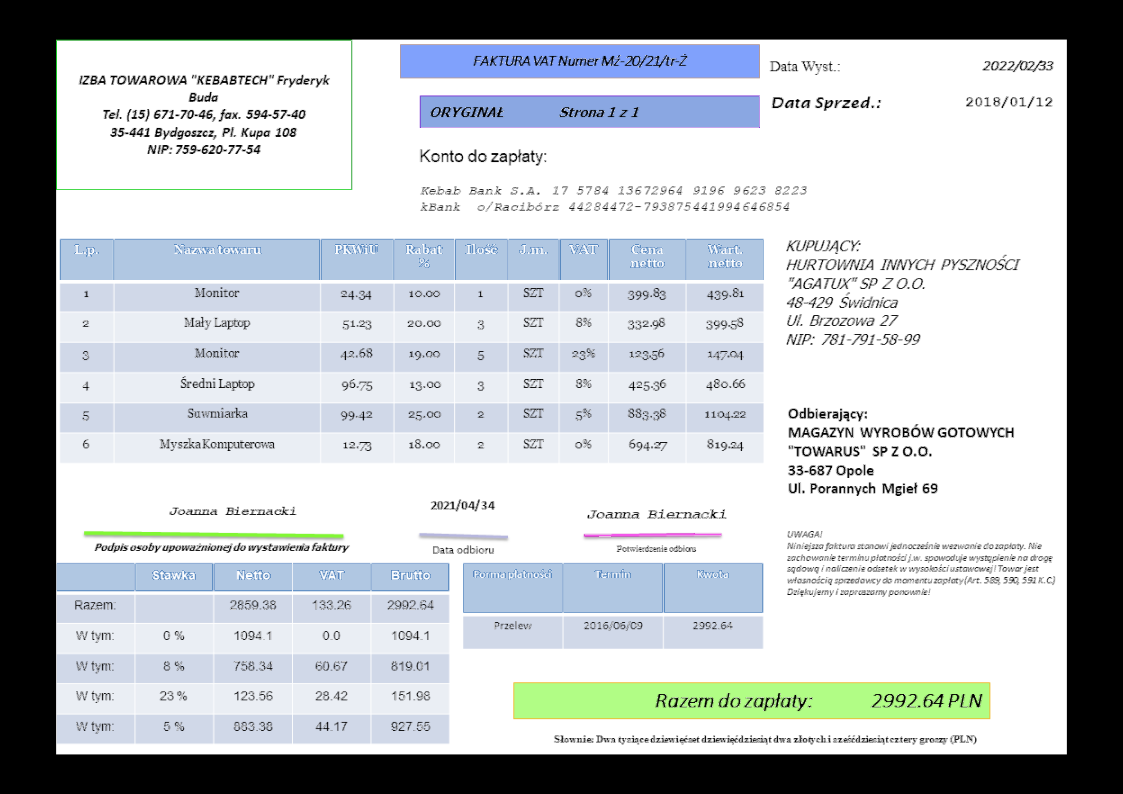 IZBA TOWAROWA "KEBABTECH" Fryderyk
Buda
Tel. (15) 671-70-46, fax. 594-57-40
35-441 Bydgoszcz, Pl. Kupa 108
NIP: 759-620-77-54
FAKTURA VAT Numer Mż-20/21/tr-Ż
ORYGINAŁ Strona 1 z 1
Data Wyst.: 2022/02/33
Data Sprzed.: 2018/01/12
Konto do zapłaty:
Kebab Bank S.A. 17 5784 13672964 9196 9623 8223
kBank o/Racibórz 44284472-793875441994646854
L.p. Nazwa towaru PKWiU Rabat % Ilość J.m. VAT Cena netto Wart. netto
1 Monitor 24.34 10.00 1 SZT 0% 399.83 439.81
2 Mały Laptop 51.23 20.00 3 SZT 8% 332.98 399.58
3 Monitor 42.68 19.00 5 SZT 23% 123.56 147.04
4 Średni Laptop 96.75 13.00 3 SZT 8% 425.36 480.66
5 Suwmiarka 99.42 25.00 2 SZT 5% 883.38 1104.22
6 Myszka Komputerowa 12.73 18.00 2 SZT 0% 694.27 819.24
KUPUJĄCY:
HURTOWNIA INNYCH PYSZNOŚCI
"AGATUX" SP Z O.O.
48-429 Świdnica
Ul. Brzozowa 27
NIP: 781-791-58-99
Odbierający:
MAGAZYN WYROBÓW GOTOWYCH
"TOWARUS" SP Z O.O.
33-687 Opole
Ul. Porannych Mgieł 69
Joanna Biernacki
Podpis osoby upoważnionej do wystawienia faktury
2021/04/34
Data odbioru
Joanna Biernacki
Potwierdzenie odbioru
UWAGA!
Niniejsza faktura stanowi jednocześnie wezwanie do zapłaty. Nie
zachowanie terminu płatności j.w. spowoduje wystąpienie na drogę
sądową i naliczenie odsetek w wysokości ustawowej! Towar jest
własnością sprzedawcy do momentu zapłaty (Art. 589, 590, 591 K.C.)
Dziękujemy i zapraszamy ponownie!
Stawka Netto VAT Brutto
Razem: 2859.38 133.26 2992.64
W tym: 0 % 1094.1 0.0 1094.1
W tym: 8 % 758.34 60.67 819.01
W tym: 23 % 123.56 28.42 151.98
W tym: 5 % 883.38 44.17 927.55
Forma płatności Termin Kwota
Przelew 2016/06/09 2992.64
Razem do zapłaty: 2992.64 PLN
Słownie: Dwa tysiące dziewięćset dziewięćdziesiąt dwa złotych i sześćdziesiąt cztery groszy (PLN)